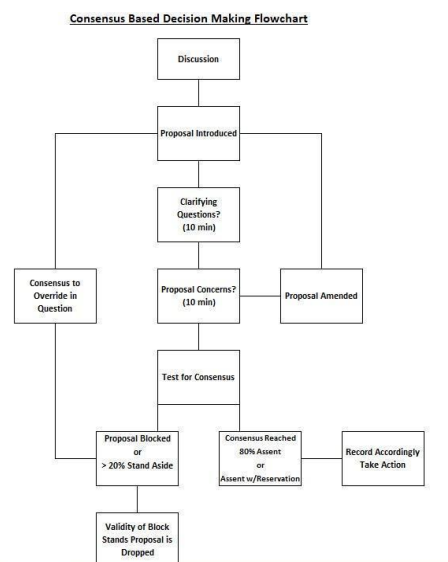 Consensus Based Decision Making Flowchart
Discussion
Proposal Introduced
Clarifying
Questions?
(10 min)
Consensus to
Override in
Question
Proposal Concerns?
(10 min)
Proposal Amended
Test for Consensus
Proposal Blocked
or
> 20% Stand Aside
Consensus Reached
80% Assent
or
Assent w/Reservation
Record Accordingly
Take Action
Validity of Block
Stands Proposal is
Dropped